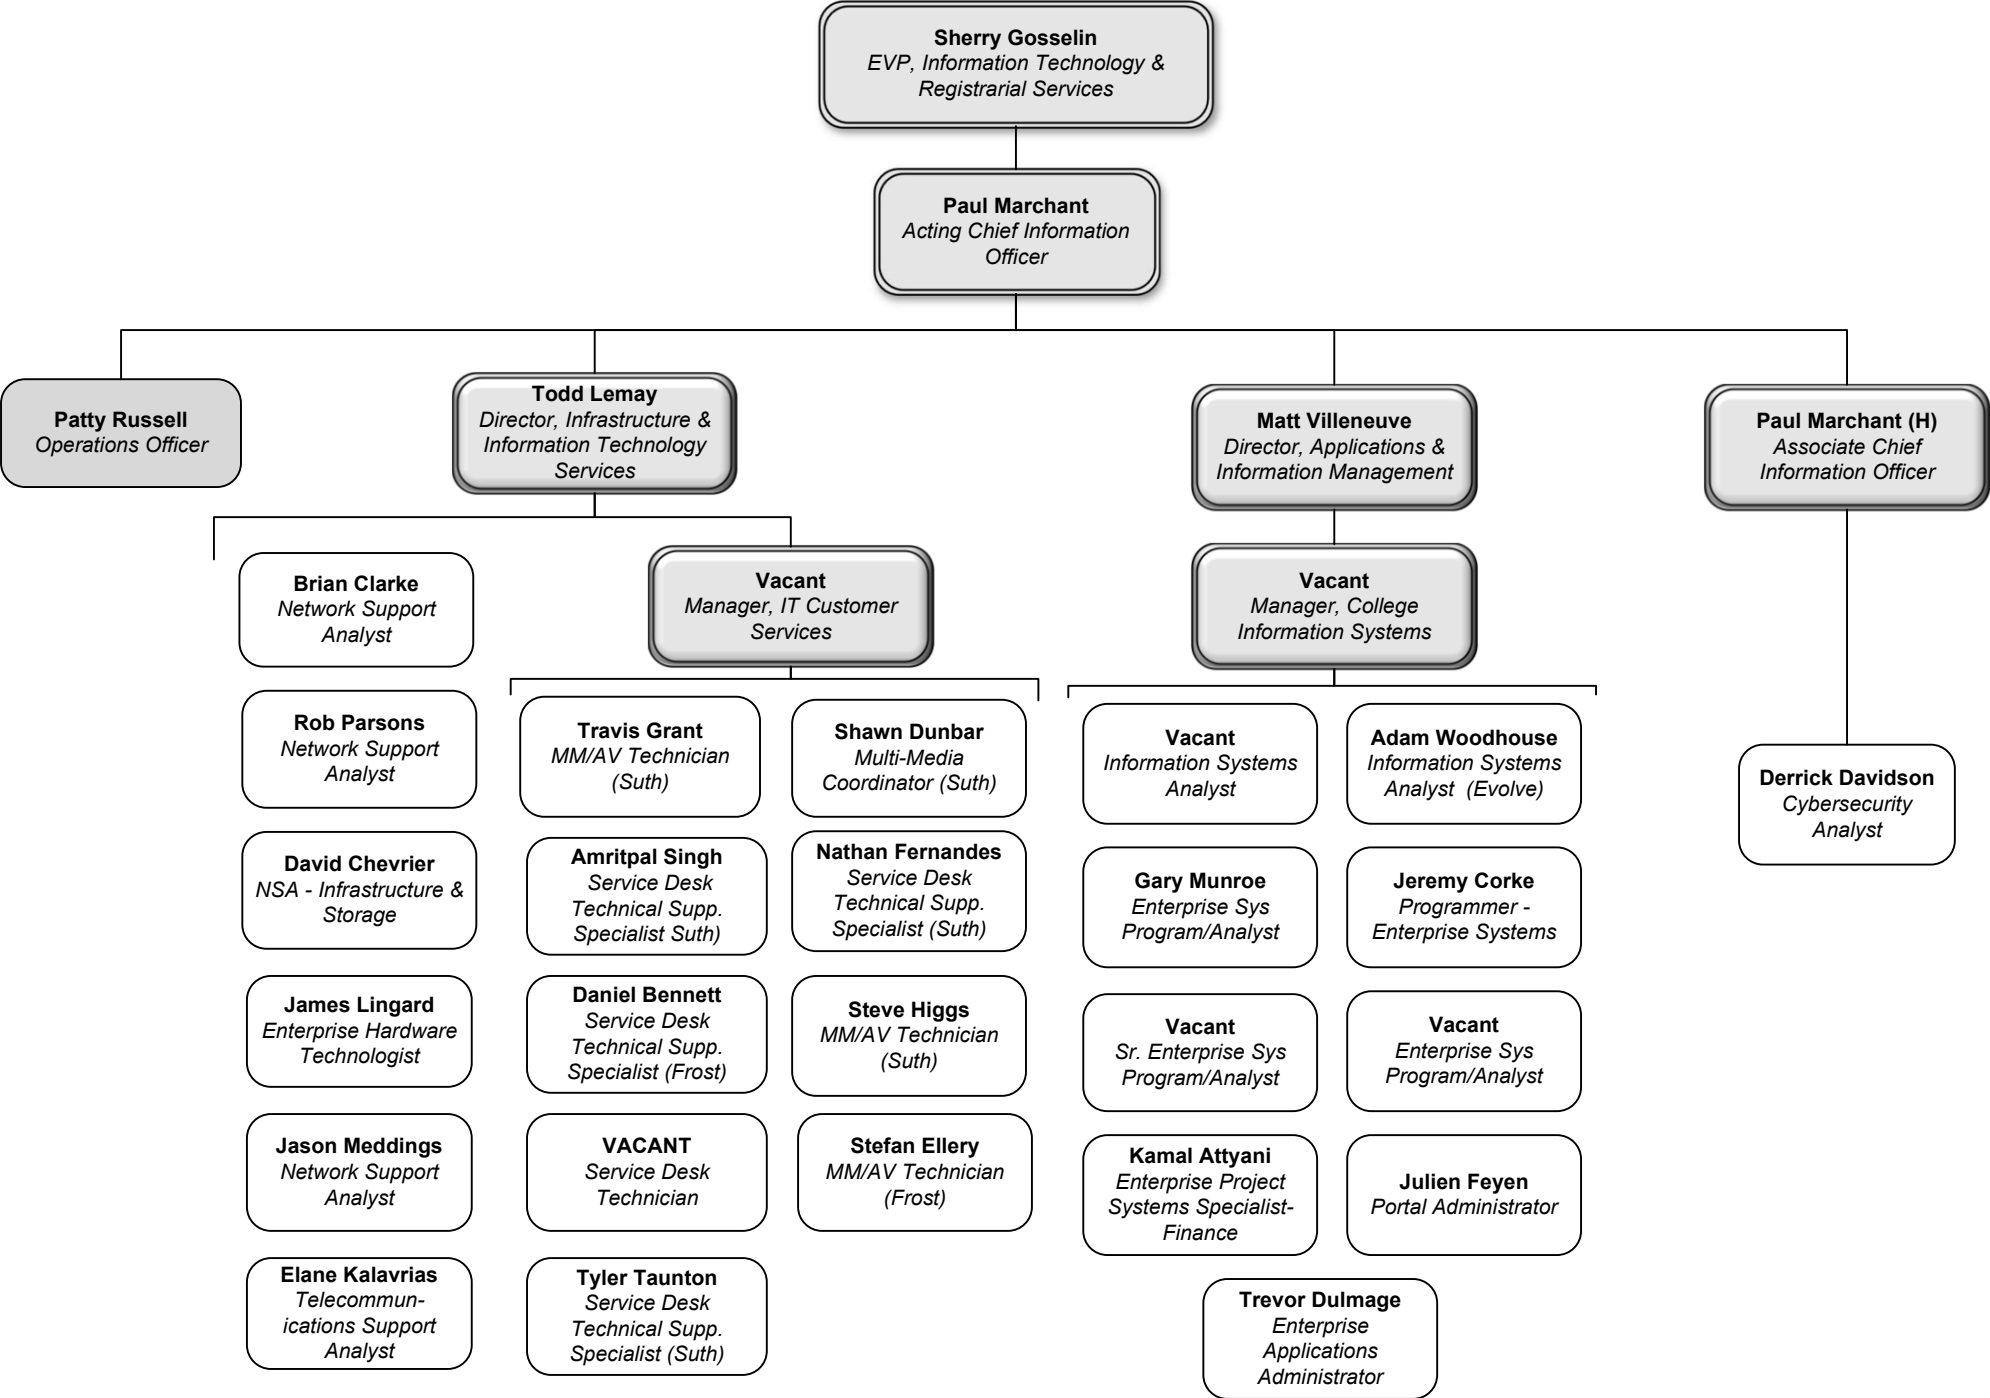 Sherry Gosselin
EVP, Information Technology &
Registrarial Services
Paul Marchant
Acting Chief Information
Officer
Patty Russell
Operations Officer
Todd Lemay
Director, Infrastructure &
Information Technology
Services
Matt Villeneuve
Director, Applications &
Information Management
Paul Marchant (H)
Associate Chief
Information Officer
Brian Clarke
Network Support
Analyst
Rob Parsons
Network Support
Analyst
David Chevrier
NSA - Infrastructure &
Storage
James Lingard
Enterprise Hardware
Technologist
Jason Meddings
Network Support
Analyst
Elane Kalavrias
Telecommun-
ications Support
Analyst
Vacant
Manager, IT Customer
Services
Travis Grant
MM/AV Technician
(Suth)
Shawn Dunbar
Multi-Media
Coordinator (Suth)
Amritpal Singh
Service Desk
Technical Supp.
Specialist Suth)
Nathan Fernandes
Service Desk
Technical Supp.
Specialist (Suth)
Daniel Bennett
Service Desk
Technical Supp.
Specialist (Frost)
Steve Higgs
MM/AV Technician
(Suth)
VACANT
Service Desk
Technician
Stefan Ellery
MM/AV Technician
(Frost)
Tyler Taunton
Service Desk
Technical Supp.
Specialist (Suth)
Vacant
Manager, College
Information Systems
Vacant
Information Systems
Analyst
Adam Woodhouse
Information Systems
Analyst (Evolve)
Gary Munroe
Enterprise Sys
Program/Analyst
Jeremy Corke
Programmer -
Enterprise Systems
Vacant
Sr. Enterprise Sys
Program/Analyst
Vacant
Enterprise Sys
Program/Analyst
Kamal Attyani
Enterprise Project
Systems Specialist-
Finance
Julien Feyen
Portal Administrator
Trevor Dulmage
Enterprise
Applications
Administrator
Derrick Davidson
Cybersecurity
Analyst